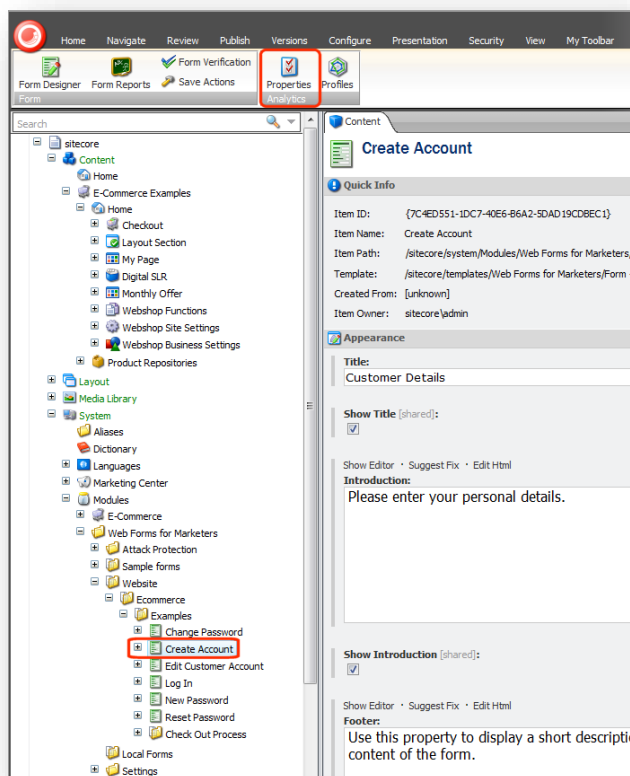 Home Navigate Review Publish Versions Configure Presentation Security View My Toolbar
Form Designer Form Reports Form Verification Save Actions Properties Profiles
Form Analytics
Search
sitecore
Content
Home
E-Commerce Examples
Home
Checkout
Layout Section
My Page
Digital SLR
Monthly Offer
Webshop Functions
Webshop Site Settings
Webshop Business Settings
Product Repositories
Layout
Media Library
System
Aliases
Dictionary
Languages
Marketing Center
Modules
E-Commerce
Web Forms for Marketers
Attack Protection
Sample forms
Website
Ecommerce
Examples
Change Password
Create Account
Edit Customer Account
Log In
New Password
Reset Password
Check Out Process
Local Forms
Settings
Content
Create Account
Quick Info
Item ID: {7C4ED551-1DC7-40E6-B6A2-5DAD19CDBEC1}
Item Name: Create Account
Item Path: /sitecore/system/Modules/Web Forms for Marketers/
Template: /sitecore/templates/Web Forms for Marketers/Form
Created From: [unknown]
Item Owner: sitecore\admin
Appearance
Title:
Customer Details
Show Title [shared]:
Show Editor · Suggest Fix · Edit Html
Introduction:
Please enter your personal details.
Show Introduction [shared]:
Show Editor · Suggest Fix · Edit Html
Footer:
Use this property to display a short descripti
content of the form.